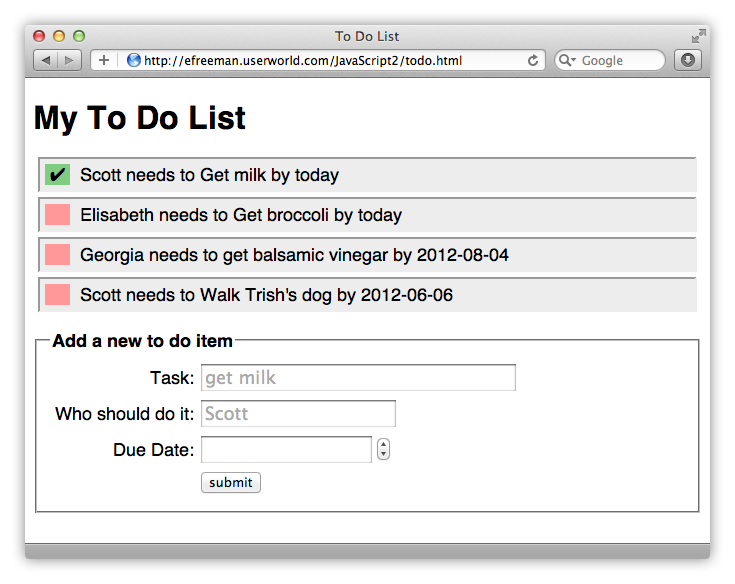 To Do List
http://efreeman.userworld.com/JavaScript2/todo.html
Google
My To Do List
✔ Scott needs to Get milk by today
Elisabeth needs to Get broccoli by today
Georgia needs to get balsamic vinegar by 2012-08-04
Scott needs to Walk Trish's dog by 2012-06-06
Add a new to do item
Task: get milk
Who should do it: Scott
Due Date:
submit